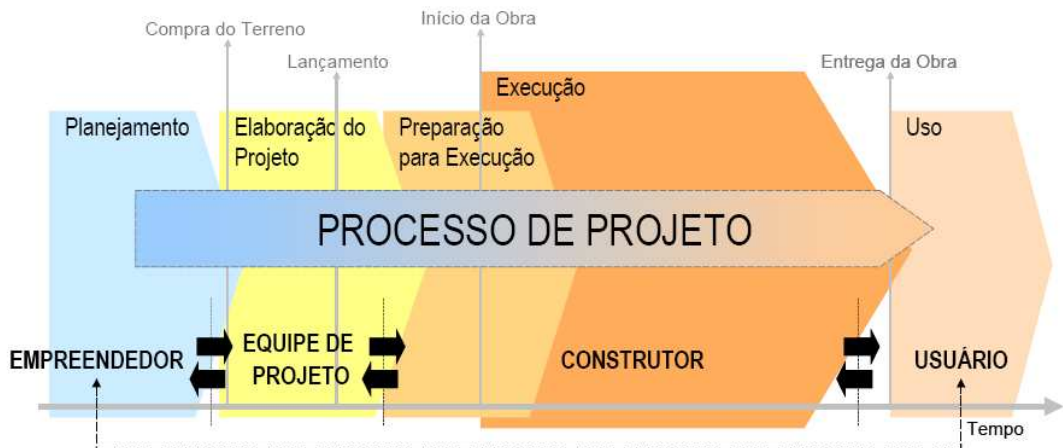 Início da Obra
Compra do Terreno
Lançamento
Entrega da Obra
Execução
Planejamento
Elaboração do
Projeto
Preparação
para Execução
Uso
PROCESSO DE PROJETO
EMPREENDEDOR
EQUIPE DE
PROJETO
CONSTRUTOR
USUÁRIO
Tempo